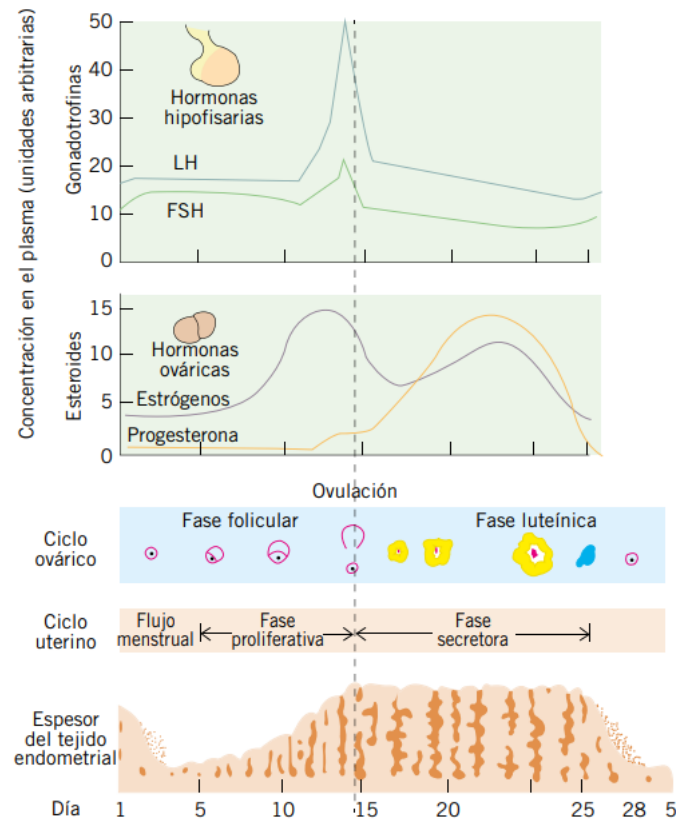 Concentración en el plasma (unidades arbitrarias)
Gonadotrofinas
50
40
30
20
10
0
Hormonas
hipofisarias
LH
FSH
Esteroides
15
10
5
0
Hormonas
ováricas
Estrógenos
Progesterona
Ovulación
Ciclo
ovárico
Fase folicular
Fase luteínica
Ciclo
uterino
Flujo
menstrual
Fase
proliferativa
Fase
secretora
Espesor
del tejido
endometrial
Día 1 5 10 15 20 25 28 5